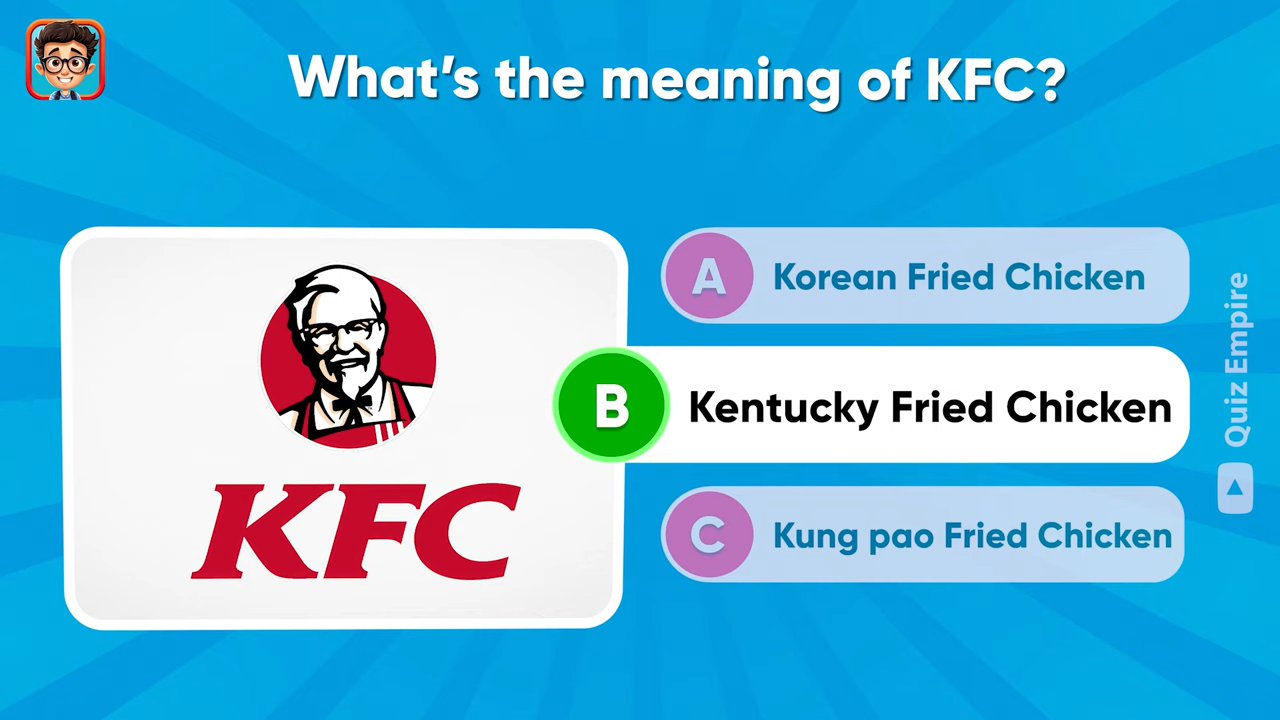 What's the meaning of KFC?
A Korean Fried Chicken
B Kentucky Fried Chicken
C Kung pao Fried Chicken
KFC
Quiz Empire